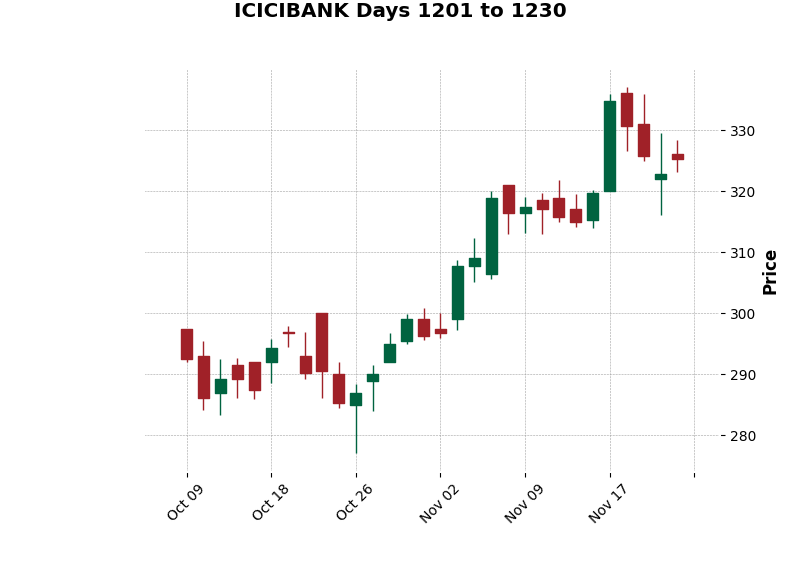 ICICIBANK Days 1201 to 1230
330
320
310
300
290
280
Price
Oct 09
Oct 18
Oct 26
Nov 02
Nov 09
Nov 17